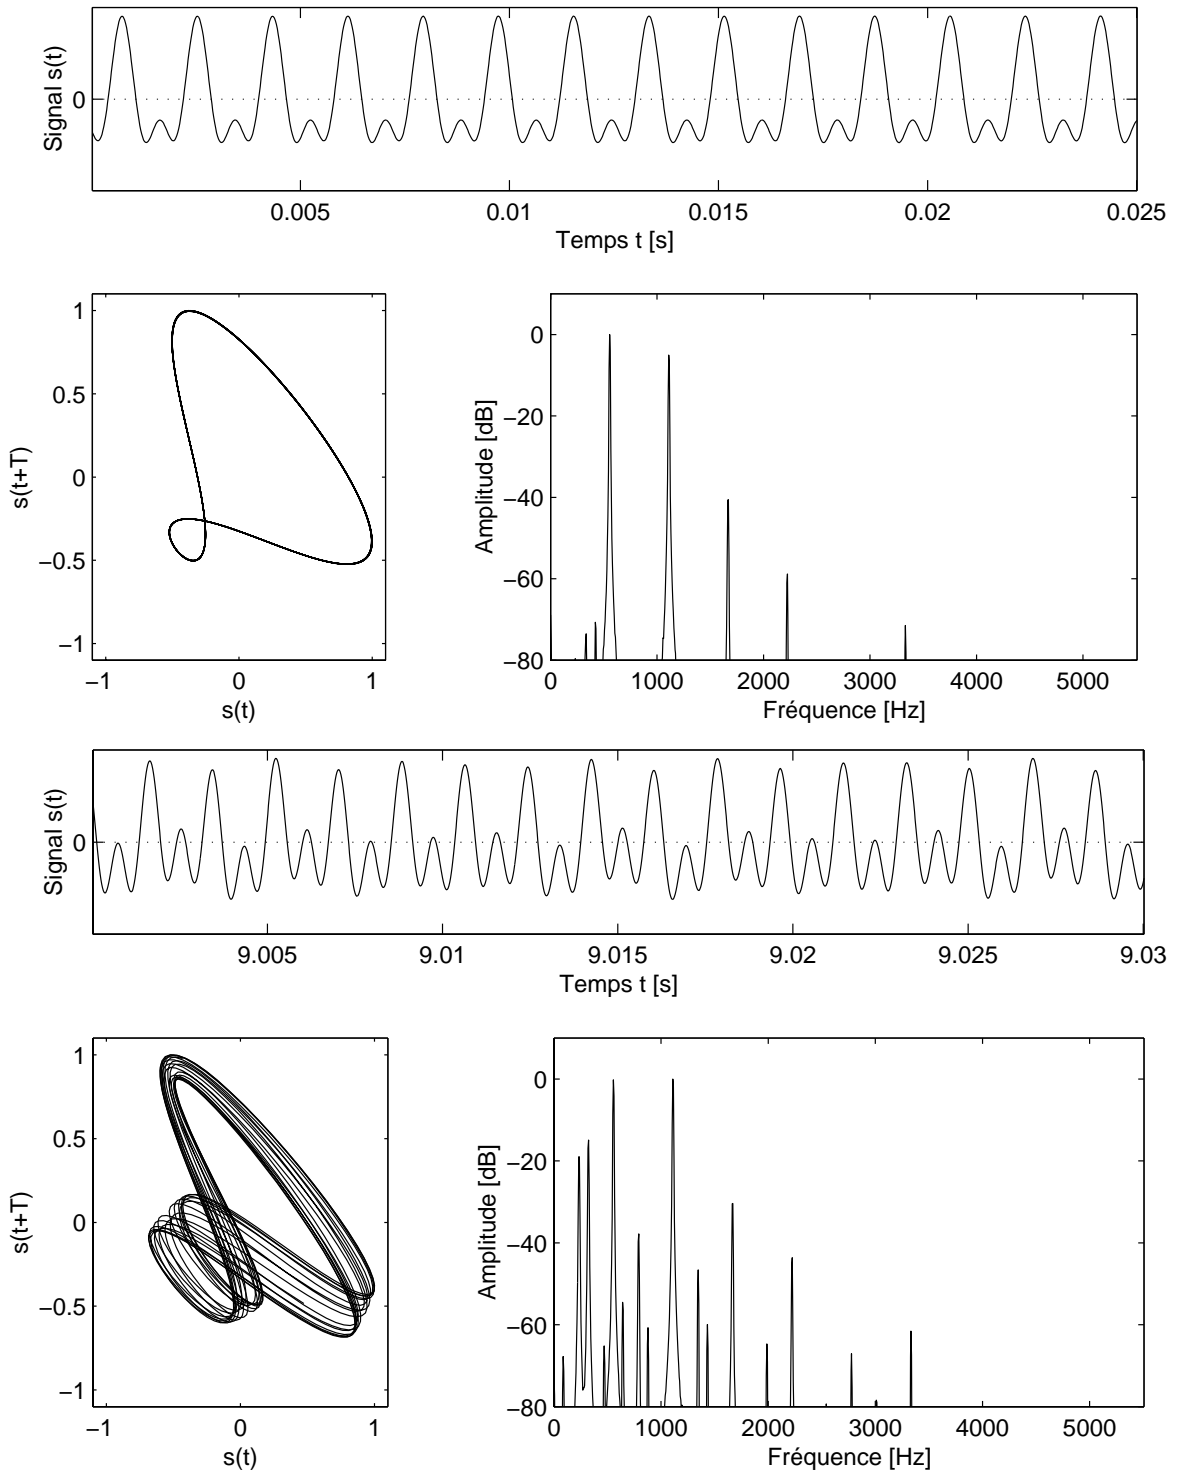 Signal s(t)
0
0.005 0.01 0.015 0.02 0.025
Temps t [s]
s(t+T)
1
0.5
0
−0.5
−1
−1 0 1
s(t)
Amplitude [dB]
0
−20
−40
−60
−80
0 1000 2000 3000 4000 5000
Fréquence [Hz]
Signal s(t)
0
9.005 9.01 9.015 9.02 9.025 9.03
Temps t [s]
s(t+T)
1
0.5
0
−0.5
−1
−1 0 1
s(t)
Amplitude [dB]
0
−20
−40
−60
−80
0 1000 2000 3000 4000 5000
Fréquence [Hz]